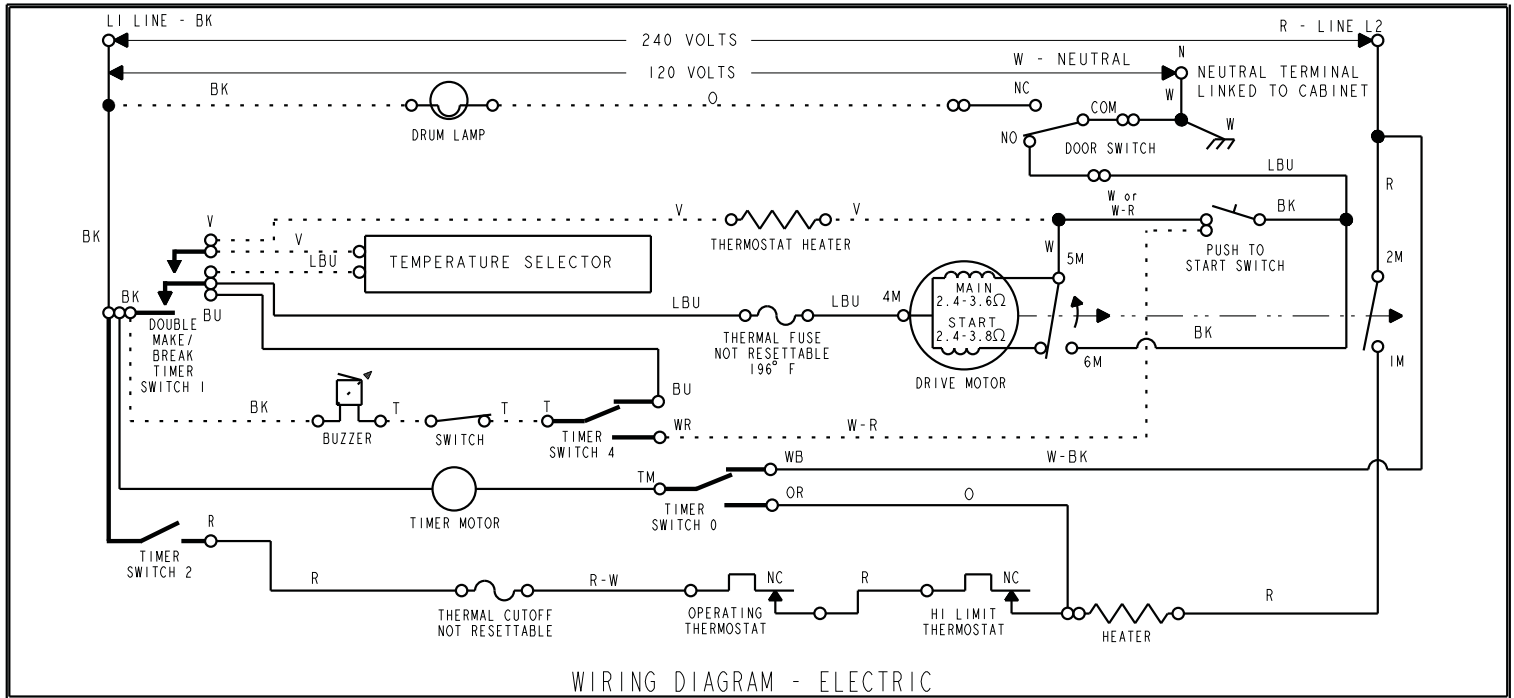 L1 LINE - BK
R - LINE L2
240 VOLTS
W - NEUTRAL
N
120 VOLTS
NEUTRAL TERMINAL
LINKED TO CABINET
BK
O
NC
W
COM
DRUM LAMP
NO
DOOR SWITCH
W
LBU
R
W or
W-R
V
V
V
BK
BK
THERMOSTAT HEATER
V
LBU
TEMPERATURE SELECTOR
W
5M
PUSH TO
START SWITCH
2M
BK
BU
DOUBLE
MAKE/
BREAK
TIMER
SWITCH 1
LBU
LBU
4M
MAIN
2.4-3.6Ω
START
2.4-3.8Ω
THERMAL FUSE
NOT RESETTABLE
196° F
BK
6M
1M
DRIVE MOTOR
BK
T
T
T
BU
BUZZER
SWITCH
TIMER
SWITCH 4
WR
W-R
WB
W-BK
TM
OR
O
TIMER MOTOR
TIMER
SWITCH 0
R
TIMER
SWITCH 2
R
R-W
NC
R
NC
R
THERMAL CUTOFF
NOT RESETTABLE
OPERATING
THERMOSTAT
HI LIMIT
THERMOSTAT
HEATER
WIRING DIAGRAM - ELECTRIC